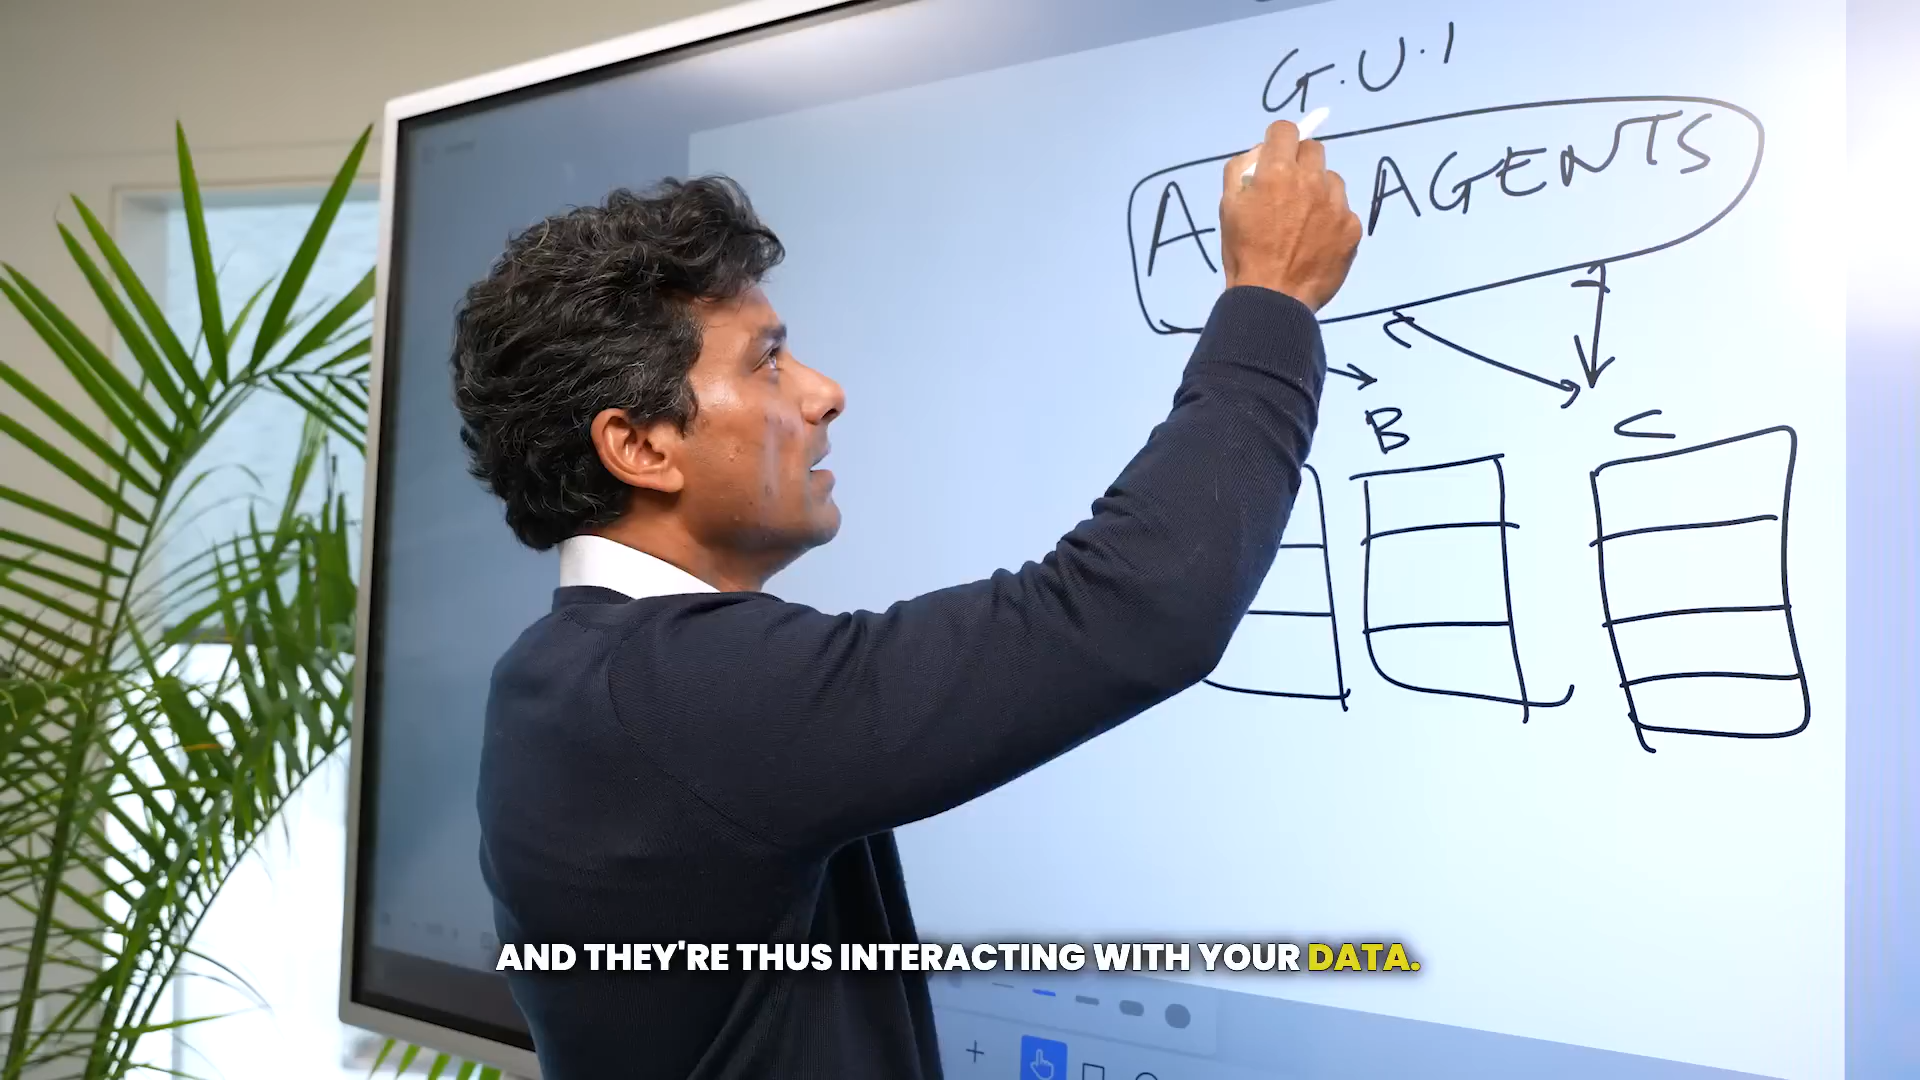 G.U.I
A AGENTS
B
C
AND THEY'RE THUS INTERACTING WITH YOUR DATA.